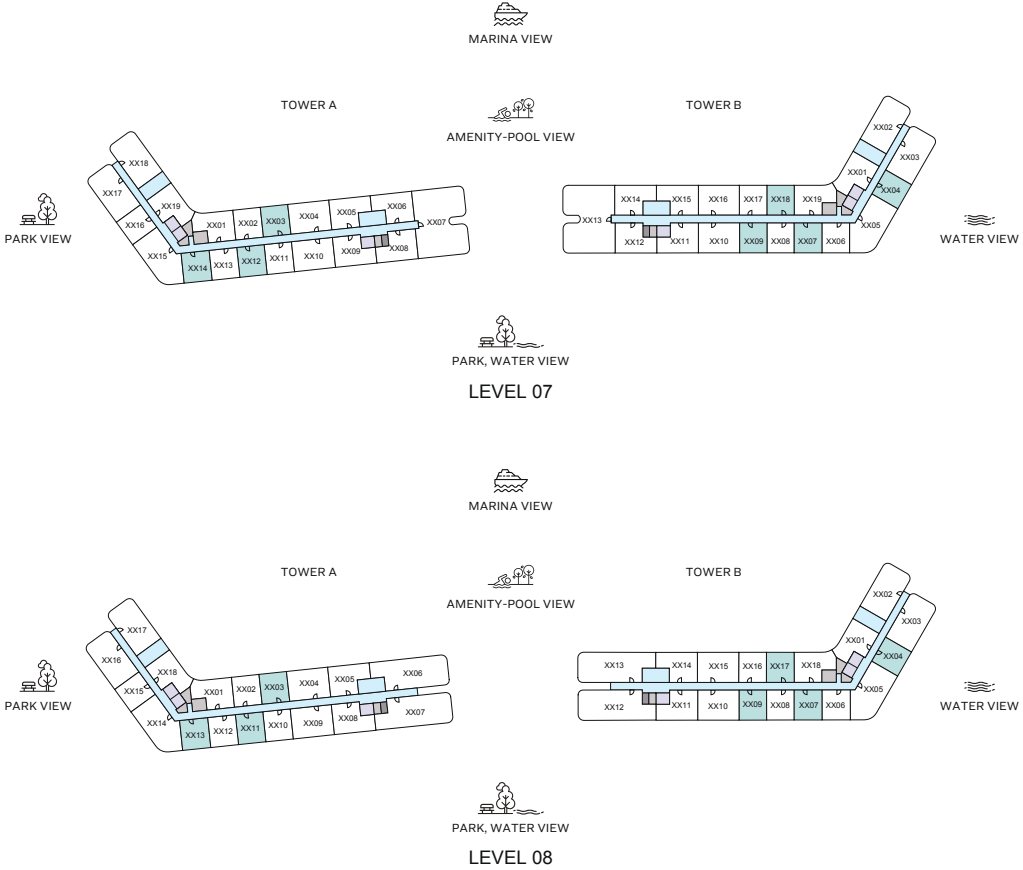 MARINA VIEW
TOWER A
TOWER B
AMENITY-POOL VIEW
XX18
XX17
XX19
XX16
XX15
XX01
XX02
XX03
XX04
XX05
XX06
XX07
XX14
XX13
XX12
XX11
XX10
XX09
XX08
XX02
XX03
XX01
XX04
XX05
XX14
XX15
XX16
XX17
XX18
XX19
XX13
XX12
XX11
XX10
XX09
XX08
XX07
XX06
PARK VIEW
WATER VIEW
PARK, WATER VIEW
LEVEL 07
MARINA VIEW
TOWER A
TOWER B
AMENITY-POOL VIEW
XX17
XX16
XX18
XX15
XX14
XX01
XX02
XX03
XX04
XX05
XX06
XX13
XX12
XX11
XX10
XX09
XX08
XX07
XX02
XX03
XX01
XX04
XX05
XX13
XX14
XX15
XX16
XX17
XX18
XX12
XX11
XX10
XX09
XX08
XX07
XX06
PARK VIEW
WATER VIEW
PARK, WATER VIEW
LEVEL 08